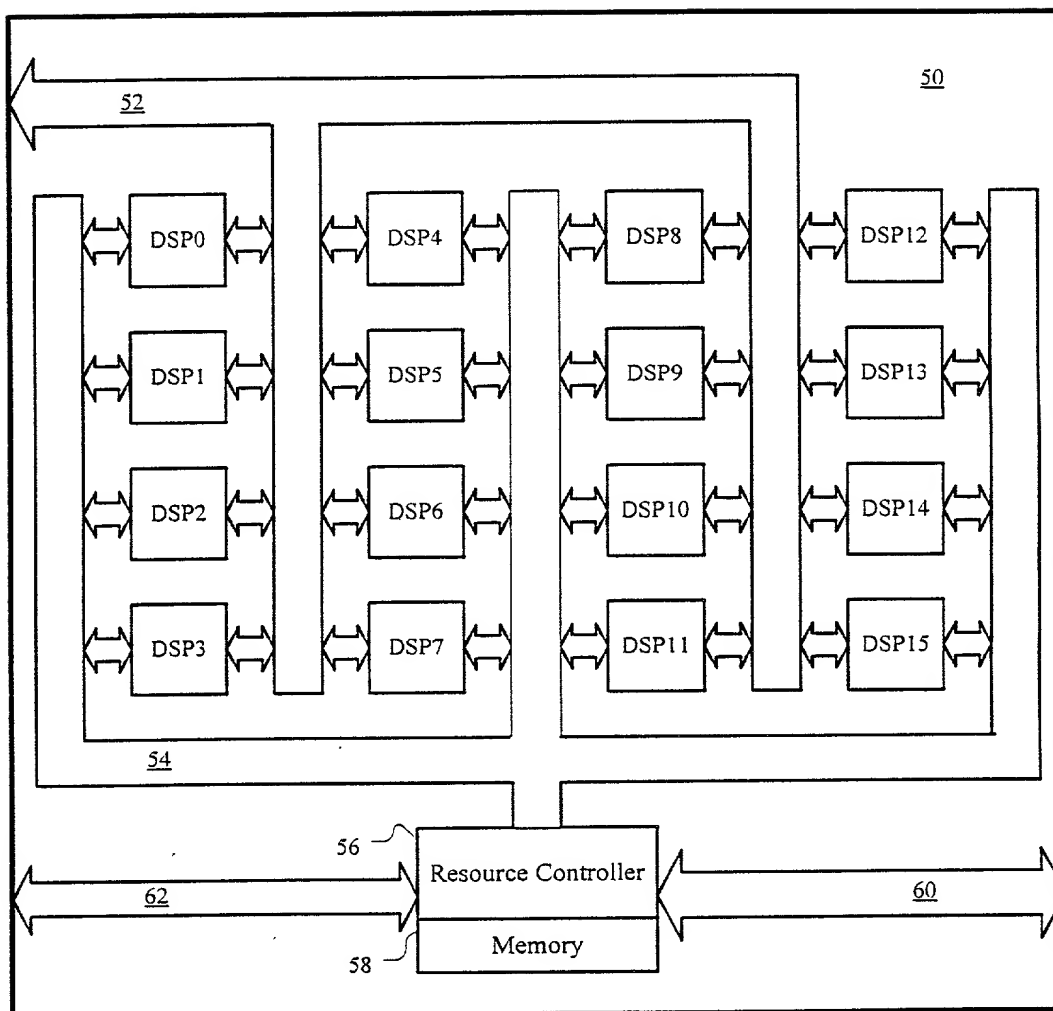 50
52
DSP0
DSP4
DSP8
DSP12
DSP1
DSP5
DSP9
DSP13
DSP2
DSP6
DSP10
DSP14
DSP3
DSP7
DSP11
DSP15
54
56
Resource Controller
62
60
Memory
58